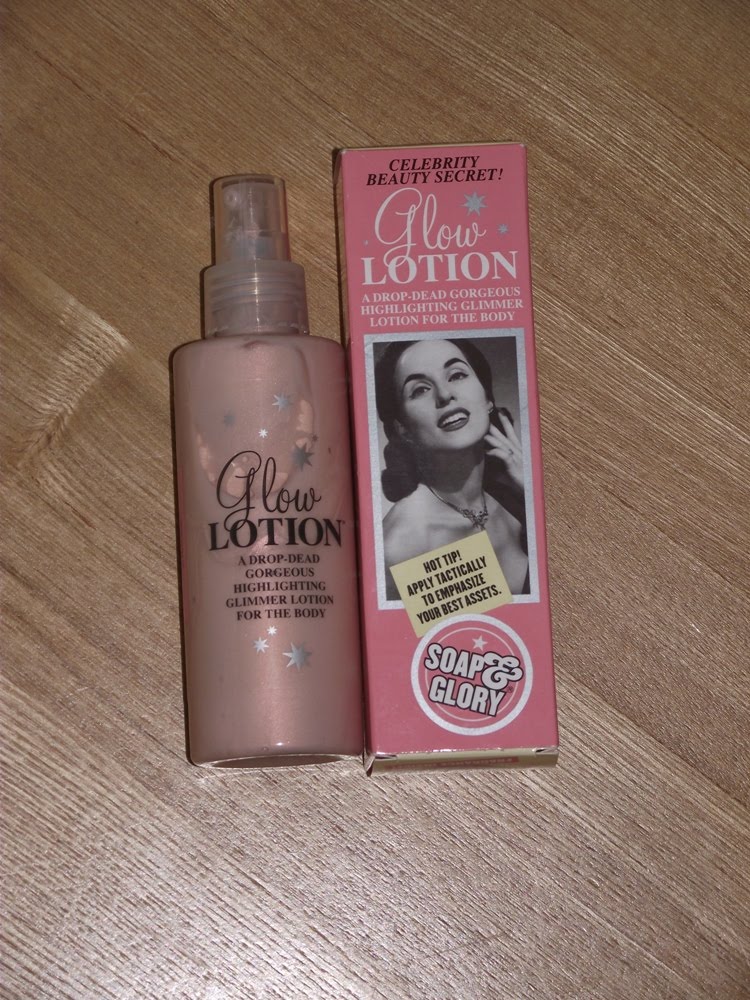 Glow
LOTION
A DROP-DEAD
GORGEOUS
HIGHLIGHTING
GLIMMER LOTION
FOR THE BODY
CELEBRITY
BEAUTY SECRET!
Glow
LOTION
A DROP-DEAD GORGEOUS
HIGHLIGHTING GLIMMER
LOTION FOR THE BODY
HOT TIP!
APPLY TACTICALLY
TO EMPHASIZE
YOUR BEST ASSETS.
SOAP&
GLORY®